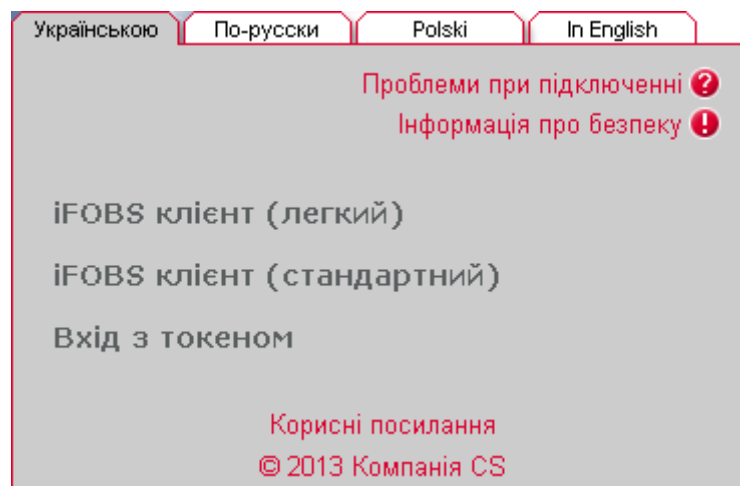 Українською По-русски Polski In English
Проблеми при підключенні ?
Інформація про безпеку !
iFOBS клієнт (легкий)
iFOBS клієнт (стандартний)
Вхід з токеном
Корисні посилання
© 2013 Компанія CS